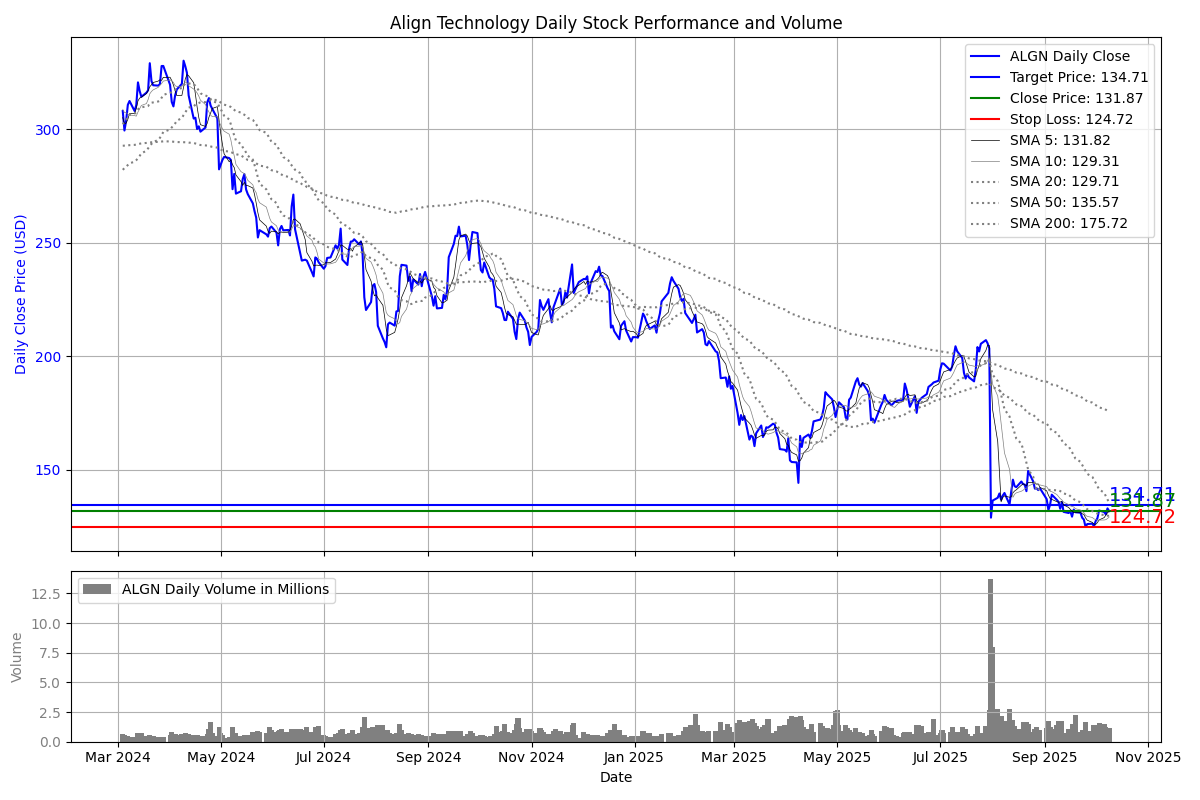 Align Technology Daily Stock Performance and Volume
ALGN Daily Close
Target Price: 134.71
Close Price: 131.87
Stop Loss: 124.72
SMA 5: 131.82
SMA 10: 129.31
SMA 20: 129.71
SMA 50: 135.57
SMA 200: 175.72
Daily Close Price (USD)
300
250
200
150
134.71
131.87
124.72
ALGN Daily Volume in Millions
Volume
12.5
10.0
7.5
5.0
2.5
0.0
Mar 2024 May 2024 Jul 2024 Sep 2024 Nov 2024 Jan 2025 Mar 2025 May 2025 Jul 2025 Sep 2025 Nov 2025
Date